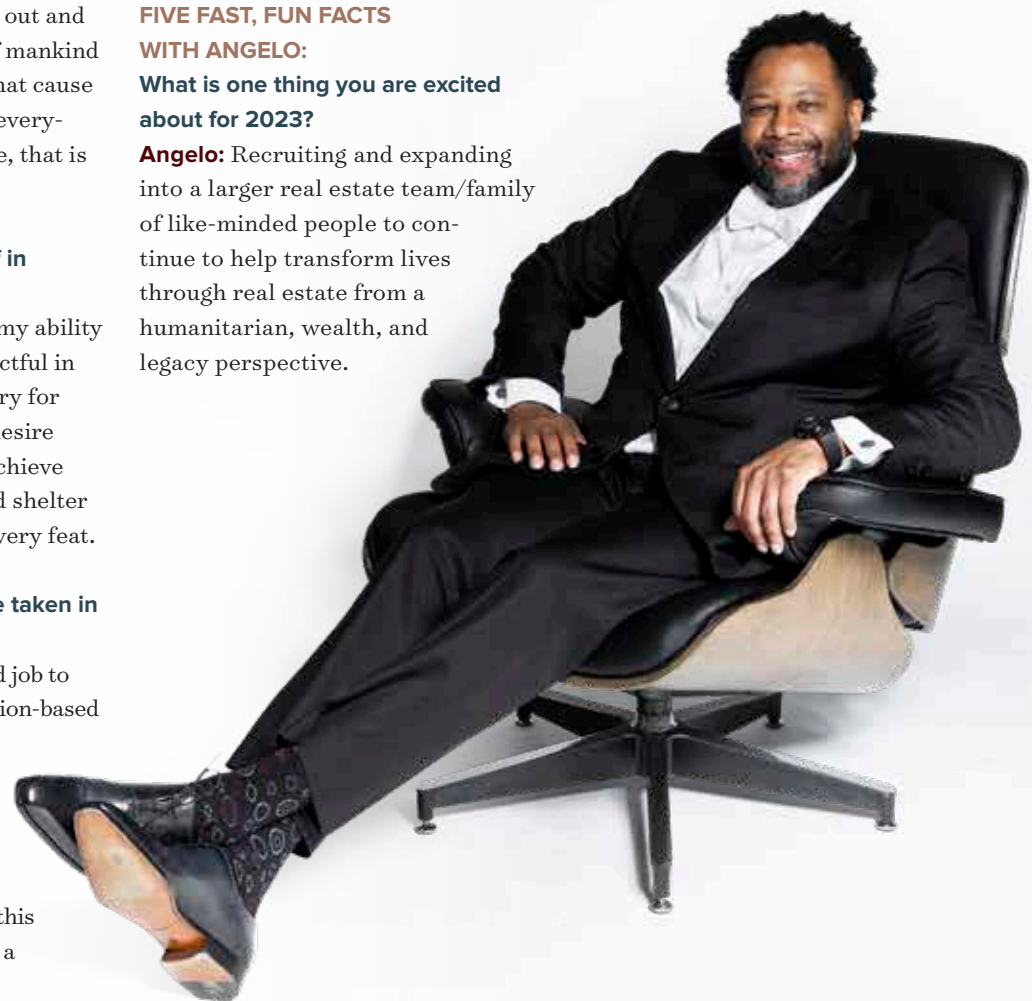 out and
mankind
hat cause
every-
e, that is
in
my ability
ctful in
ry for
esire
chieve
d shelter
very feat.
e taken in
d job to
ion-based
this
a
FIVE FAST, FUN FACTS
WITH ANGELO:
What is one thing you are excited
about for 2023?
Angelo: Recruiting and expanding
into a larger real estate team/family
of like-minded people to con-
tinue to help transform lives
through real estate from a
humanitarian, wealth, and
legacy perspective.